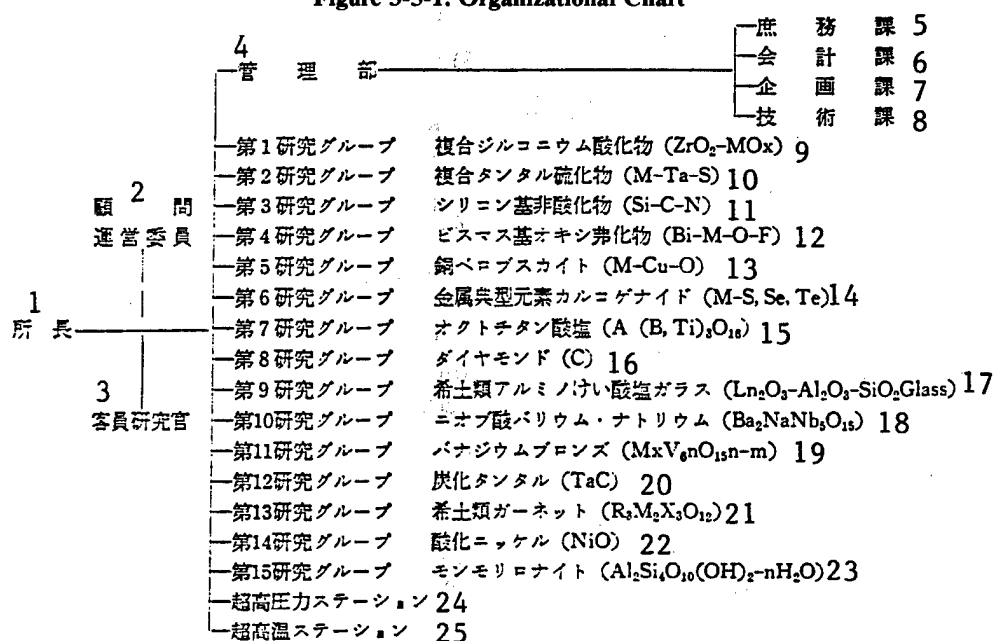 Figure 3-3-1. Organizational Chart
庶務課 5
4
管理部
会計課 6
企画課 7
技術課 8
第1研究グループ 複合ジルコニウム酸化物 (ZrO₂-MOx) 9
第2研究グループ 複合タンタル硫化物 (M-Ta-S) 10
2
顧問
第3研究グループ シリコン基非酸化物 (Si-C-N) 11
運営委員
第4研究グループ ビスマス基オキシ弗化物 (Bi-M-O-F) 12
第5研究グループ 銅ペロブスカイト (M-Cu-O) 13
第6研究グループ 金属典型元素カルコゲナイド (M-S, Se, Te)14
1
所長
第7研究グループ オクトチタン酸塩 (A (B, Ti)₈O₁₆) 15
第8研究グループ ダイヤモンド (C) 16
3
第9研究グループ 希土類アルミノけい酸塩ガラス (Ln₂O₃-Al₂O₃-SiO₂Glass) 17
客員研究官
第10研究グループ ニオブ酸バリウム・ナトリウム (Ba₂NaNb₅O₁₅) 18
第11研究グループ バナジウムブロンズ (MxV₆nO₁₅n-m) 19
第12研究グループ 炭化タンタル (TaC) 20
第13研究グループ 希土類ガーネット (R₃M₂X₃O₁₂)21
第14研究グループ 酸化ニッケル (NiO) 22
第15研究グループ モンモリロナイト (Al₂Si₄O₁₀(OH)₂-nH₂O)23
超高圧力ステーション 24
超高温ステーション 25